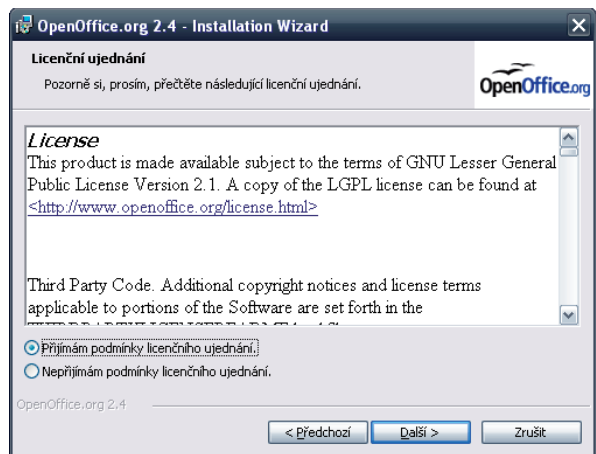 OpenOffice.org 2.4 - Installation Wizard
Licenční ujednání
Pozorně si, prosím, přečtěte následující licenční ujednání.
OpenOffice.org
License
This product is made available subject to the terms of GNU Lesser General
Public License Version 2.1. A copy of the LGPL license can be found at
<http://www.openoffice.org/license.html>
Third Party Code. Additional copyright notices and license terms
applicable to portions of the Software are set forth in the
Přijímám podmínky licenčního ujednání.
Nepřijímám podmínky licenčního ujednání.
OpenOffice.org 2.4
< Předchozí
Další >
Zrušit